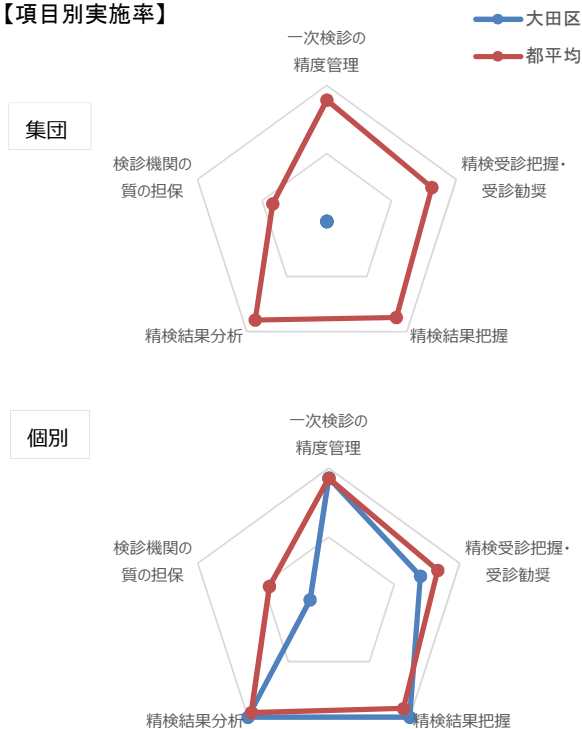 【項目別実施率】
大田区
都平均
集団
一次検診の
精度管理
精検受診把握・
受診勧奨
精検結果把握
精検結果分析
検診機関の
質の担保
個別
一次検診の
精度管理
精検受診把握・
受診勧奨
精検結果把握
精検結果分析
検診機関の
質の担保